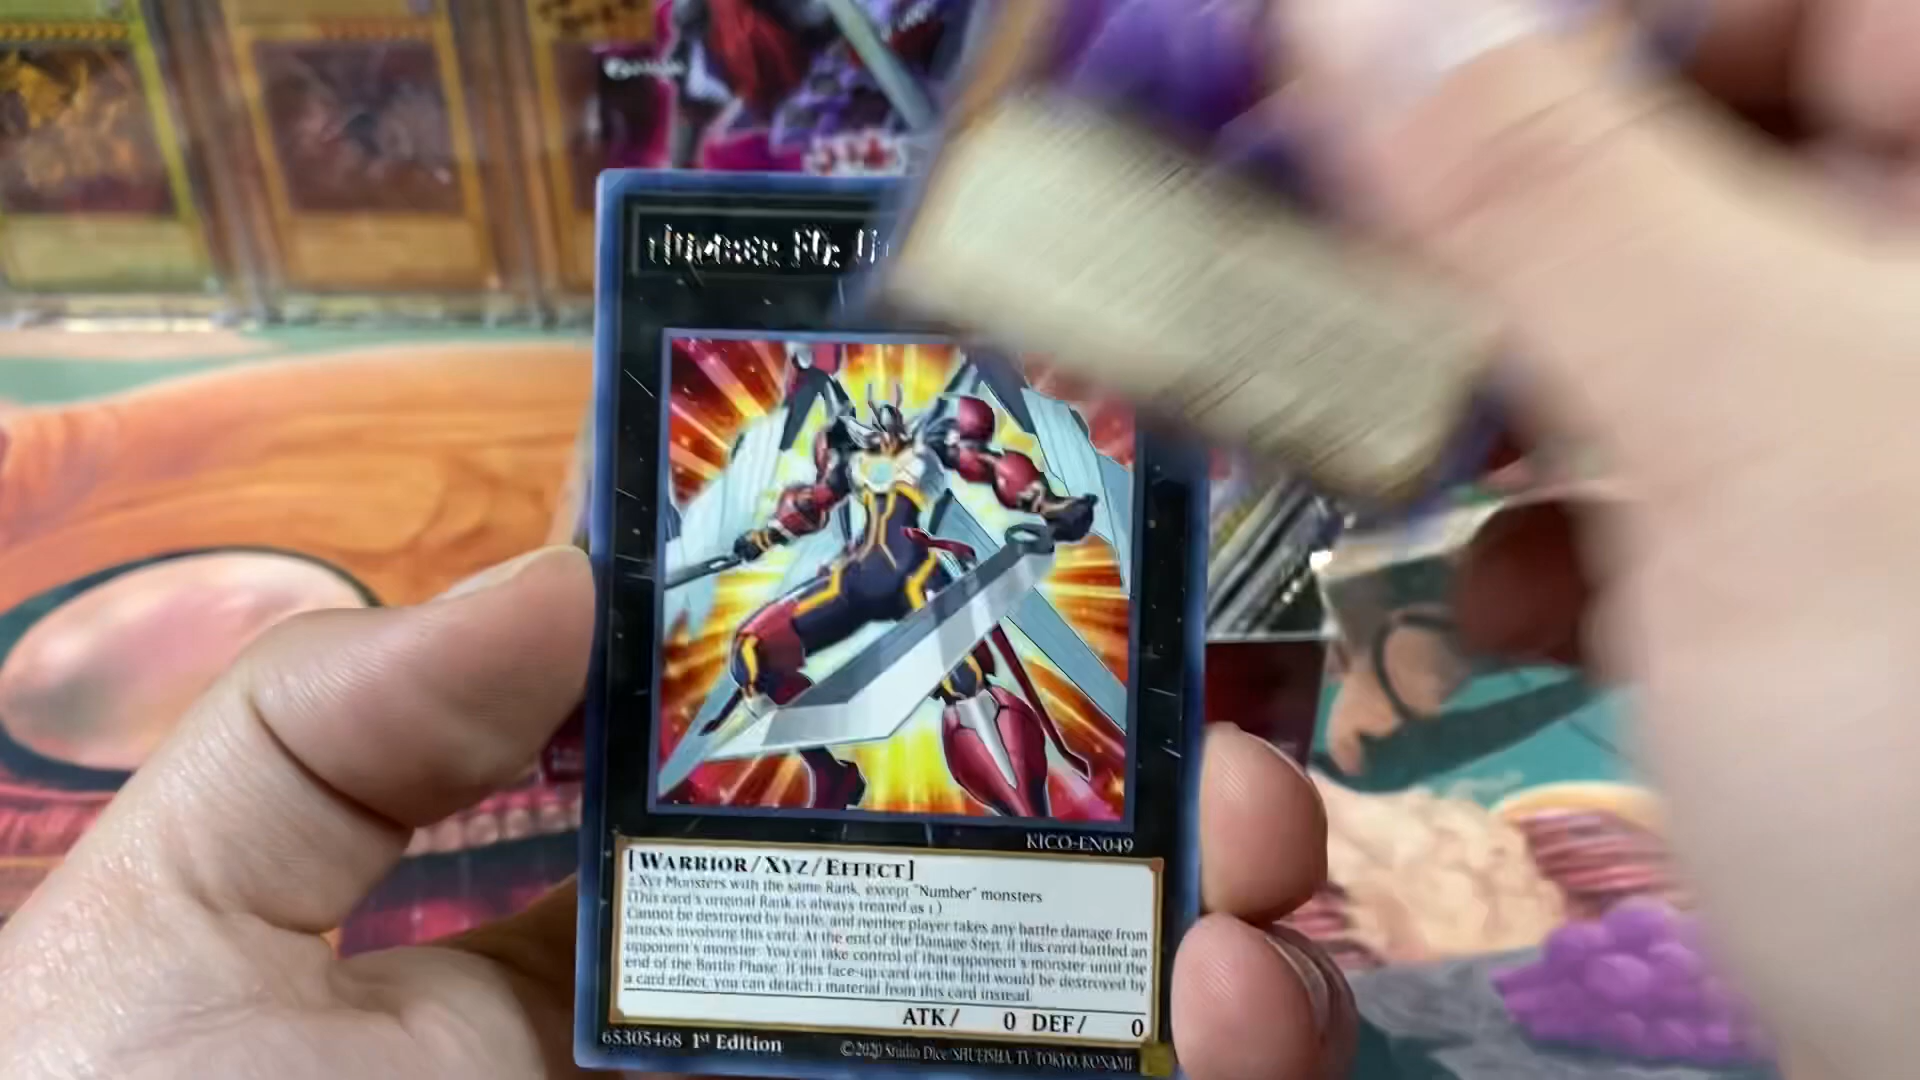 Number F0:
KICO-EN049
[WARRIOR/XYZ/EFFECT]
2 Xyz Monsters with the same Rank, except "Number" monsters
(This card's original Rank is always treated as 1.)
Cannot be destroyed by battle, and neither player takes any battle damage from
attacks involving this card. At the end of the Damage Step, if this card battled an
opponent's monster: You can take control of that opponent's monster until the
end of the Battle Phase. If this face-up card on the field would be destroyed by
a card effect, you can detach 1 material from this card instead.
ATK/ 0 DEF/ 0
65305468 1st Edition
©2020 Studio Dice/SHUEISHA, TV TOKYO, KONAMI